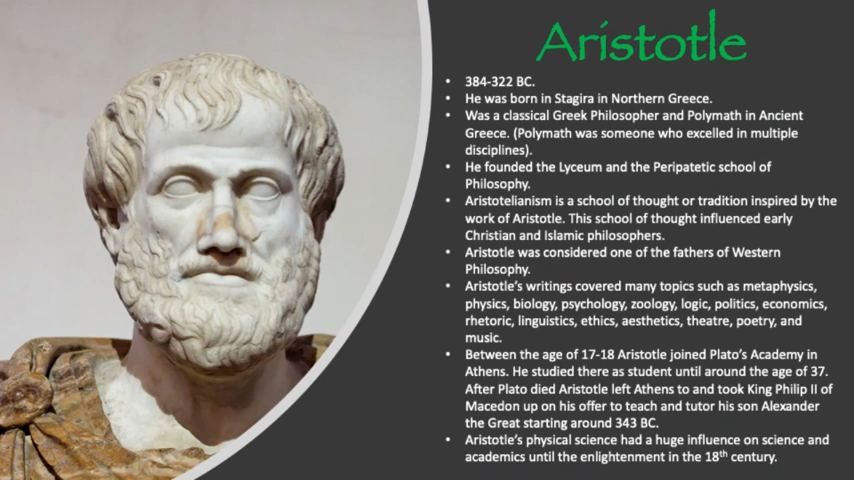 Aristotle
• 384-322 BC.
• He was born in Stagira in Northern Greece.
• Was a classical Greek Philosopher and Polymath in Ancient
Greece. (Polymath was someone who excelled in multiple
disciplines).
• He founded the Lyceum and the Peripatetic school of
Philosophy.
• Aristotelianism is a school of thought or tradition inspired by the
work of Aristotle. This school of thought influenced early
Christian and Islamic philosophers.
• Aristotle was considered one of the fathers of Western
Philosophy.
• Aristotle's writings covered many topics such as metaphysics,
physics, biology, psychology, zoology, logic, politics, economics,
rhetoric, linguistics, ethics, aesthetics, theatre, poetry, and
music.
• Between the age of 17-18 Aristotle joined Plato's Academy in
Athens. He studied there as student until around the age of 37.
After Plato died Aristotle left Athens to and took King Philip II of
Macedon up on his offer to teach and tutor his son Alexander
the Great starting around 343 BC.
• Aristotle's physical science had a huge influence on science and
academics until the enlightenment in the 18th century.